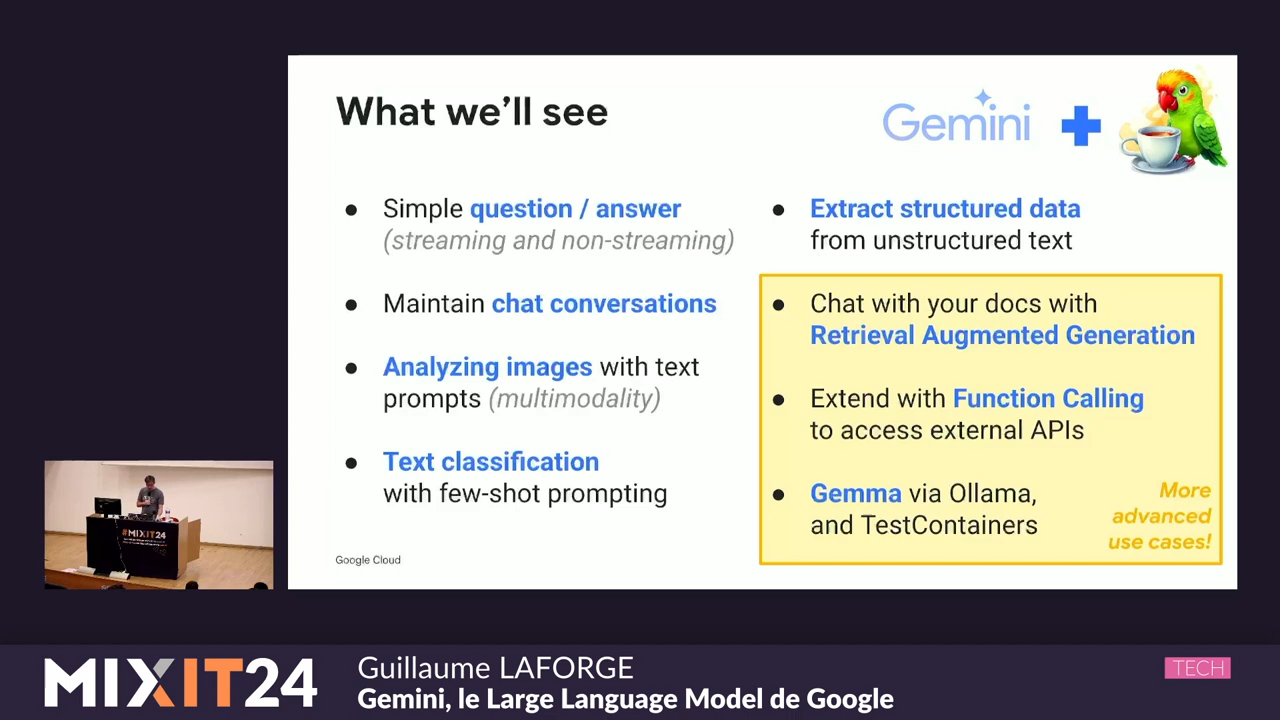 What we'll see
Gemini
Simple question / answer
(streaming and non-streaming)
Maintain chat conversations
Analyzing images with text
prompts (multimodality)
Text classification
with few-shot prompting
Extract structured data
from unstructured text
Chat with your docs with
Retrieval Augmented Generation
Extend with Function Calling
to access external APIs
Gemma via Ollama,
and TestContainers
More
advanced
use cases!
Google Cloud
#MIXIT24
MIXIT24
Guillaume LAFORGE
Gemini, le Large Language Model de Google
TECH